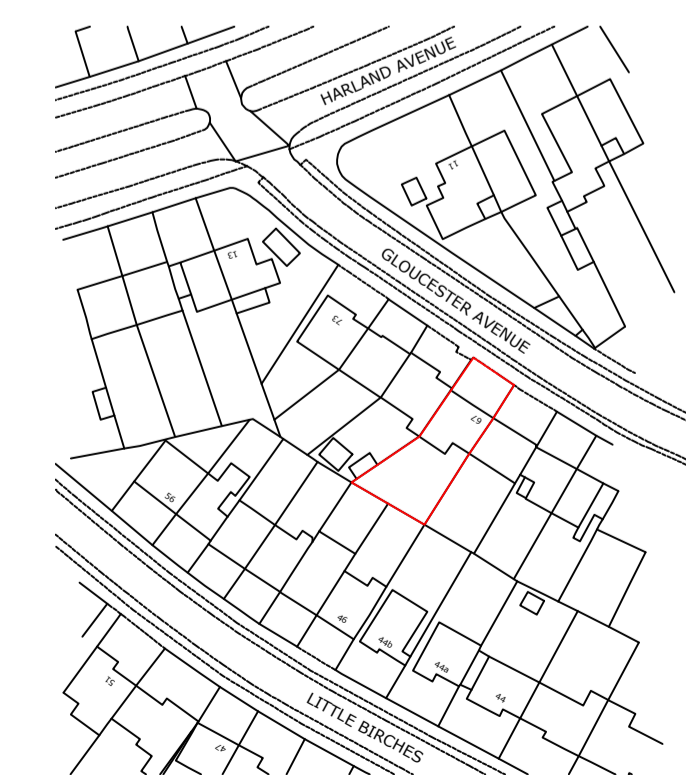 HARLAND AVENUE
11
GLOUCESTER AVENUE
13
73
67
56
46
44b
44a
44
51
LITTLE BIRCHES
47